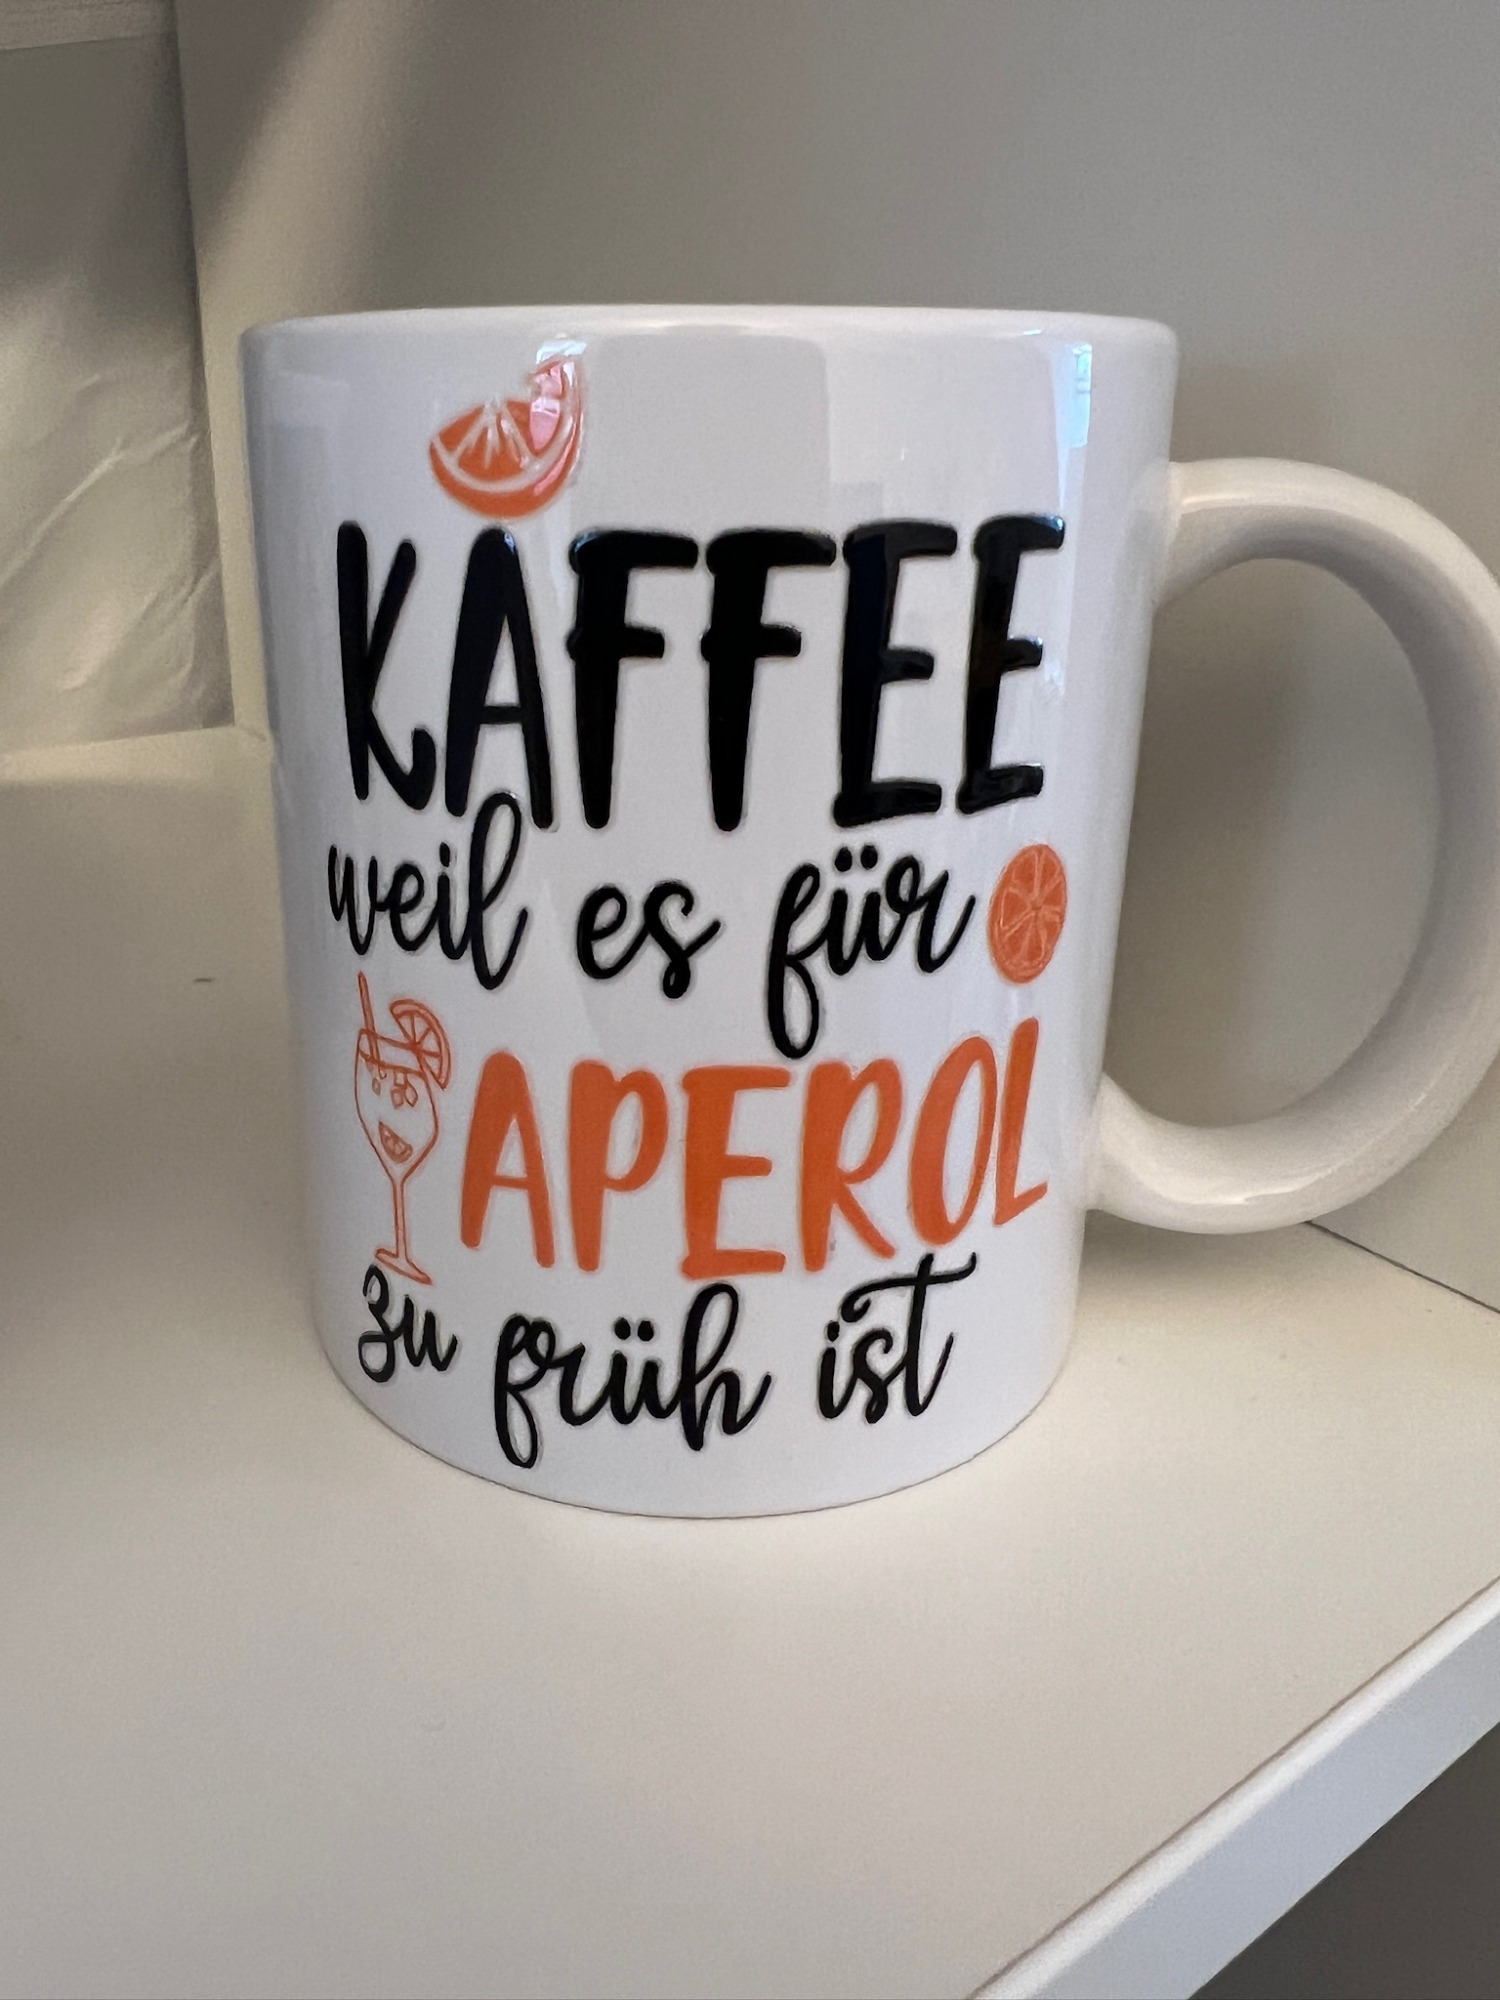 KAFFEE
weil es für
APEROL
zu früh ist